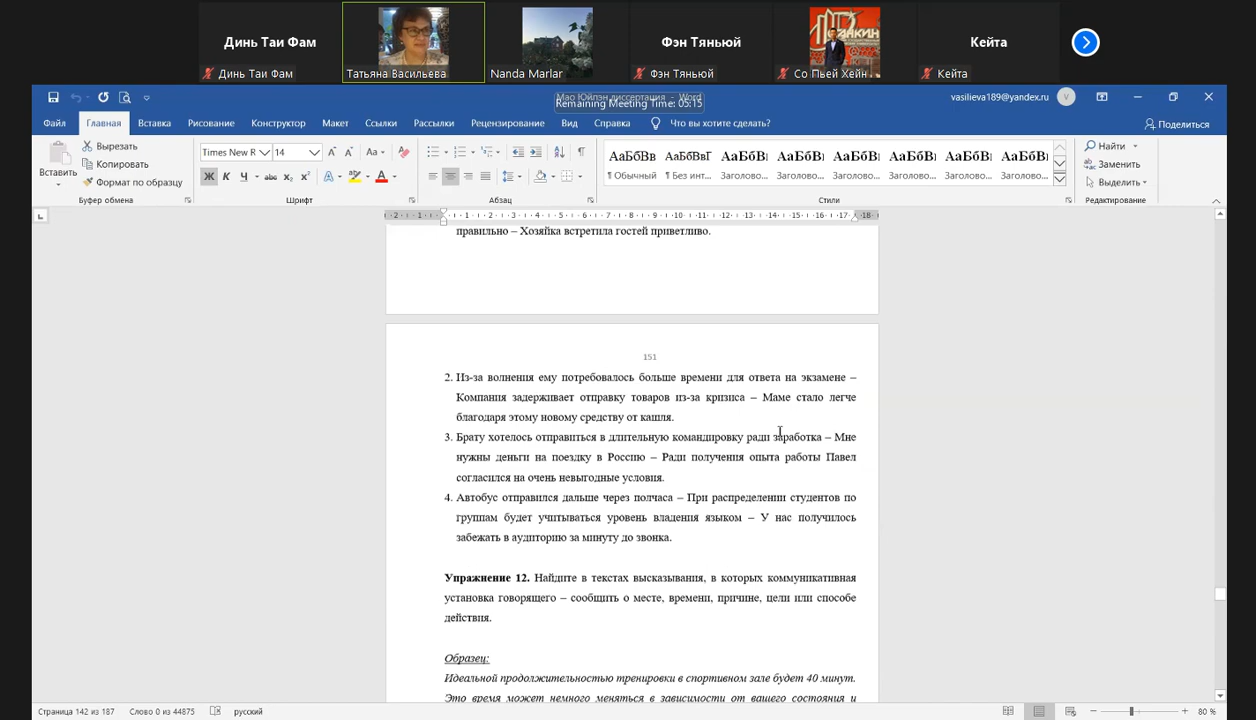 Динь Таи Фам
Фэн Тяньюй
Кейта
Динь Таи Фам
Татьяна Васильева
Nanda Marlar
Фэн Тяньюй
Со Пьей Хейн
Кейта
Мао Юйлэн диссертация - Word
Remaining Meeting Time: 05:15
vasilieva189@yandex.ru
V
Файл
Главная
Вставка
Рисование
Конструктор
Макет
Ссылки
Рассылки
Рецензирование
Вид
Справка
Что вы хотите сделать?
Поделиться
Вставить
Вырезать
Копировать
Формат по образцу
Буфер обмена
Times New R
14
Шрифт
Абзац
АаБбВв АаБбВвГ АаБбВı АаБбВı АаБбВı АаБбВı АаБбВı
¶ Обычный ¶ Без инт... Заголово... Заголово... Заголово... Заголово... Заголово...
Стили
Найти
Заменить
Выделить
Редактирование
правильно – Хозяйка встретила гостей приветливо.
151
2. Из-за волнения ему потребовалось больше времени для ответа на экзамене –
Компания задерживает отправку товаров из-за кризиса – Маме стало легче
благодаря этому новому средству от кашля.
3. Брату хотелось отправиться в длительную командировку ради заработка – Мне
нужны деньги на поездку в Россию – Ради получения опыта работы Павел
согласился на очень невыгодные условия.
4. Автобус отправился дальше через полчаса – При распределении студентов по
группам будет учитываться уровень владения языком – У нас получилось
забежать в аудиторию за минуту до звонка.
Упражнение 12. Найдите в текстах высказывания, в которых коммуникативная
установка говорящего – сообщить о месте, времени, причине, цели или способе
действия.
Образец:
Идеальной продолжительностью тренировки в спортивном зале будет 40 минут.
Это время может немного меняться в зависимости от вашего состояния и
Страница 142 из 187
Слово 0 из 44875
русский
80 %